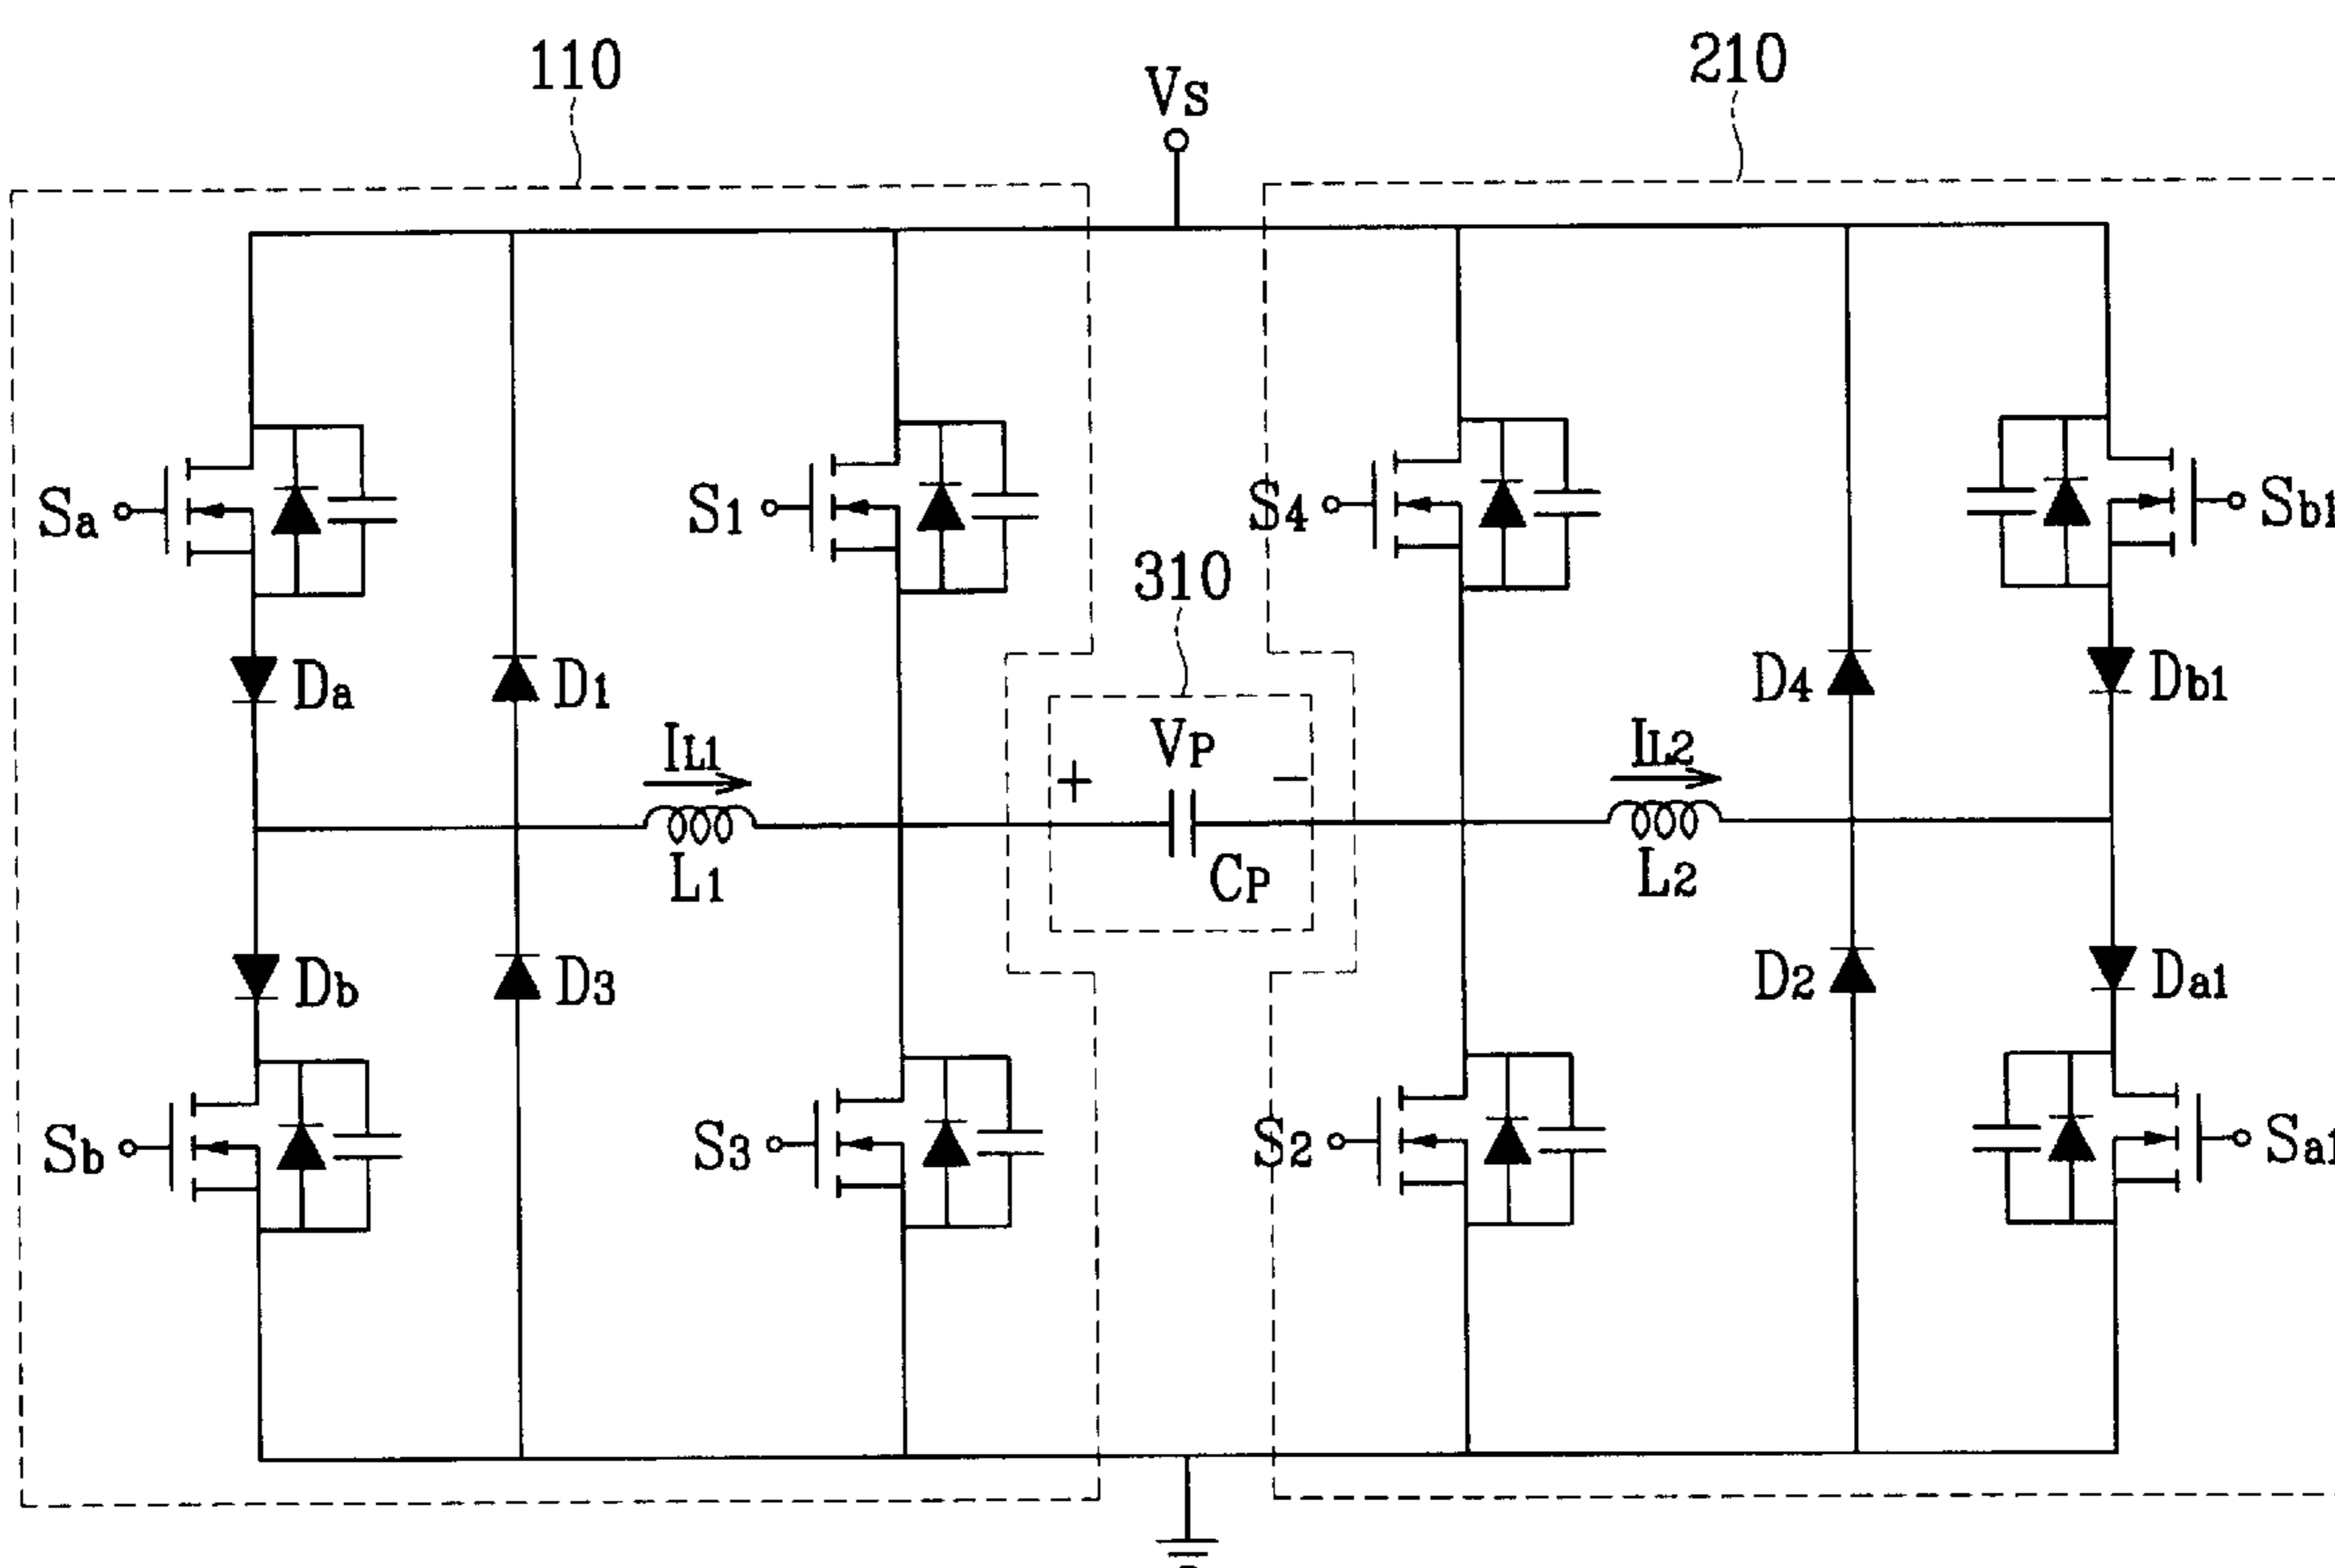 110
210
Vs
Sa
S1
S4
Sb1
310
Da
D1
D4
Db1
IL1
VP
IL2
+
−
L1
CP
L2
Db
D3
D2
Da1
Sb
S3
S2
Sa1